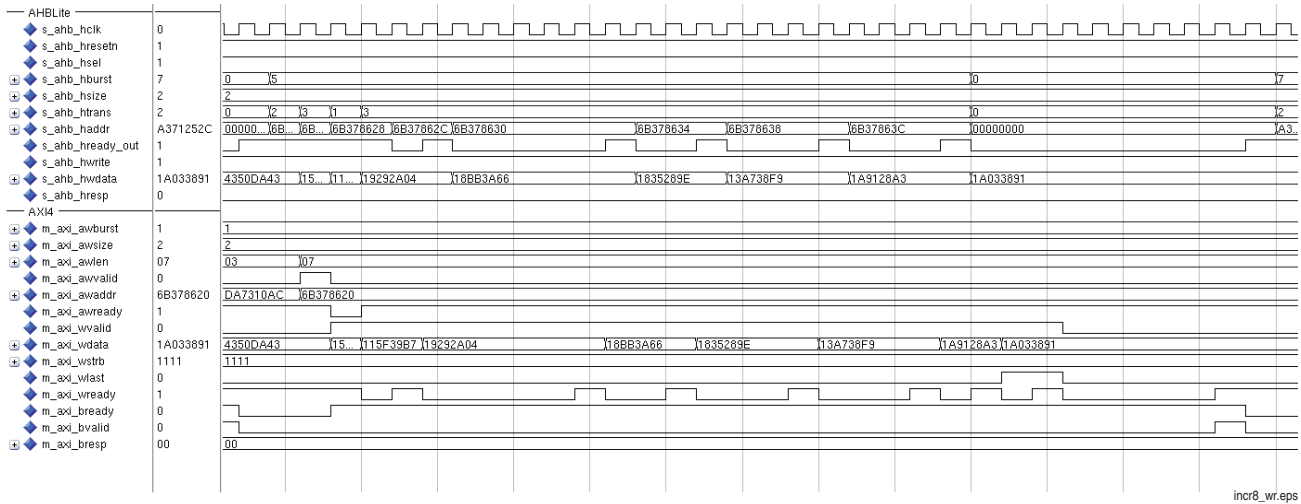 AHBLite
s_ahb_hclk 0
s_ahb_hresetn 1
s_ahb_hsel 1
s_ahb_hburst 7 0 5 0 7
s_ahb_hsize 2 2
s_ahb_htrans 2 0 2 3 1 3 0 2
s_ahb_haddr A371252C 00000... 6B... 6B... 6B378628 6B37862C 6B378630 6B378634 6B378638 6B37863C 00000000 A3...
s_ahb_hready_out 1
s_ahb_hwrite 1
s_ahb_hwdata 1A033891 4350DA43 15... 11... 19292A04 18BB3A66 1835289E 13A738F9 1A9128A3 1A033891
s_ahb_hresp 0
AXI4
m_axi_awburst 1 1
m_axi_awsize 2 2
m_axi_awlen 07 03 07
m_axi_awvalid 0
m_axi_awaddr 6B378620 DA7310AC 6B378620
m_axi_awready 1
m_axi_wvalid 0
m_axi_wdata 1A033891 4350DA43 15... 115F39B7 19292A04 18BB3A66 1835289E 13A738F9 1A9128A3 1A033891
m_axi_wstrb 1111 1111
m_axi_wlast 0
m_axi_wready 1
m_axi_bready 0
m_axi_bvalid 0
m_axi_bresp 00 00
incr8_wr.eps